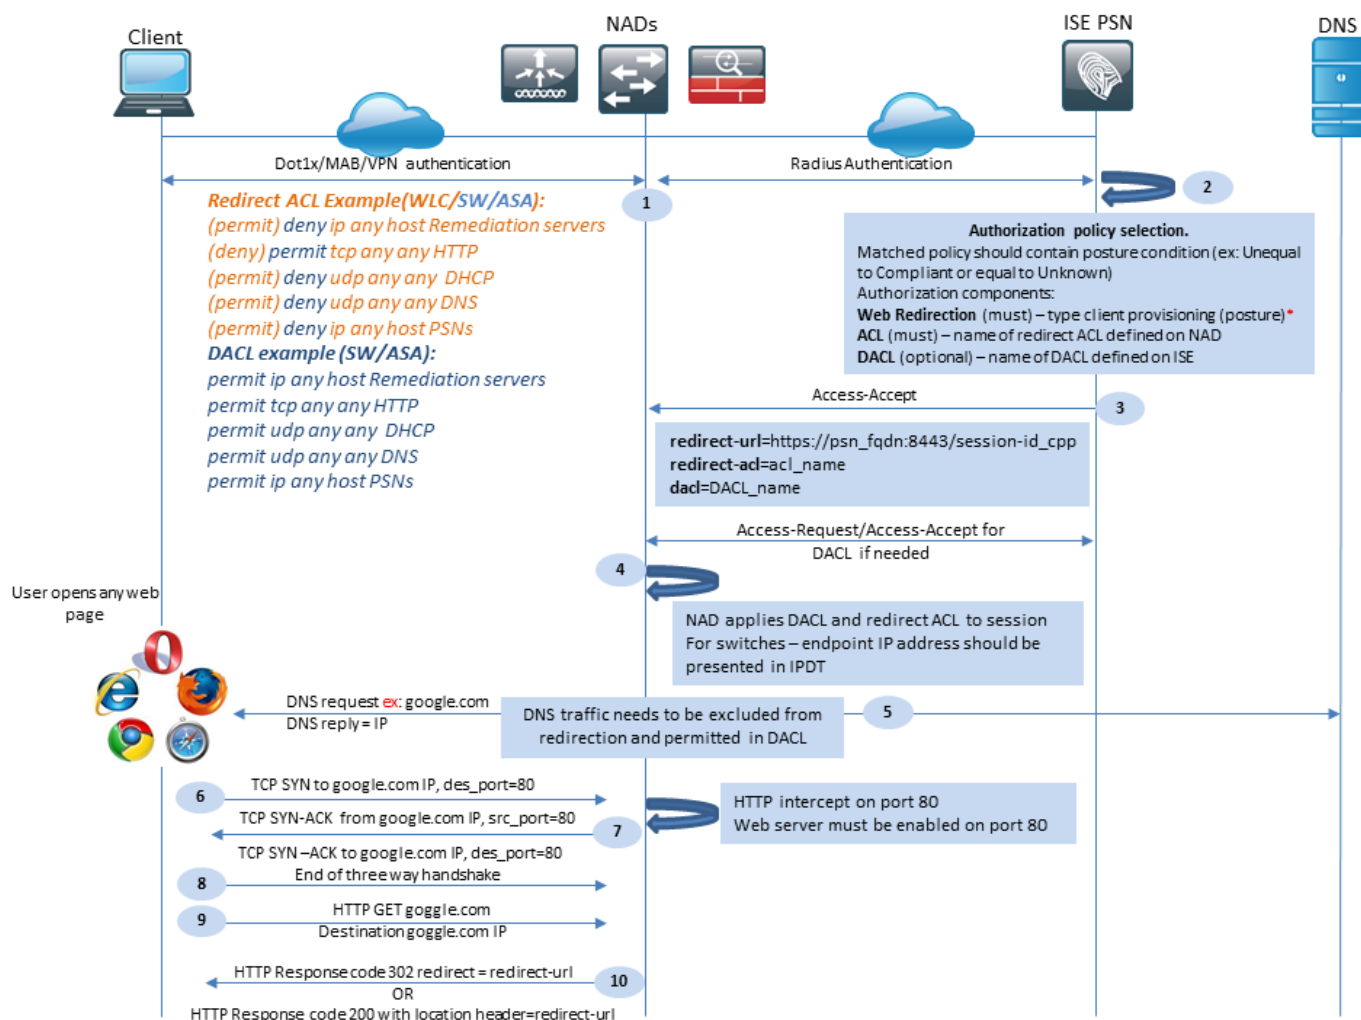 Client
NADs
ISE PSN
DNS
Dot1x/MAB/VPN authentication
Radius Authentication
1
2
Redirect ACL Example(WLC/SW/ASA):
(permit) deny ip any host Remediation servers
(deny) permit tcp any any HTTP
(permit) deny udp any any DHCP
(permit) deny udp any any DNS
(permit) deny ip any host PSNs
DACL example (SW/ASA):
permit ip any host Remediation servers
permit tcp any any HTTP
permit udp any any DHCP
permit udp any any DNS
permit ip any host PSNs
Authorization policy selection.
Matched policy should contain posture condition (ex: Unequal
to Compliant or equal to Unknown)
Authorization components:
Web Redirection (must) – type client provisioning (posture)*
ACL (must) – name of redirect ACL defined on NAD
DACL (optional) – name of DACL defined on ISE
Access-Accept
3
redirect-url=https://psn_fqdn:8443/session-id_cpp
redirect-acl=acl_name
dacl=DACL_name
Access-Request/Access-Accept for
DACL if needed
4
NAD applies DACL and redirect ACL to session
For switches – endpoint IP address should be
presented in IPDT
User opens any web
page
DNS request ex: google.com
DNS reply = IP
DNS traffic needs to be excluded from
redirection and permitted in DACL
5
6
TCP SYN to google.com IP, des_port=80
HTTP intercept on port 80
Web server must be enabled on port 80
TCP SYN-ACK from google.com IP, src_port=80
7
TCP SYN –ACK to google.com IP, des_port=80
End of three way handshake
8
9
HTTP GET goggle.com
Destination goggle.com IP
HTTP Response code 302 redirect = redirect-url
10
OR
HTTP Response code 200 with location header=redirect-url